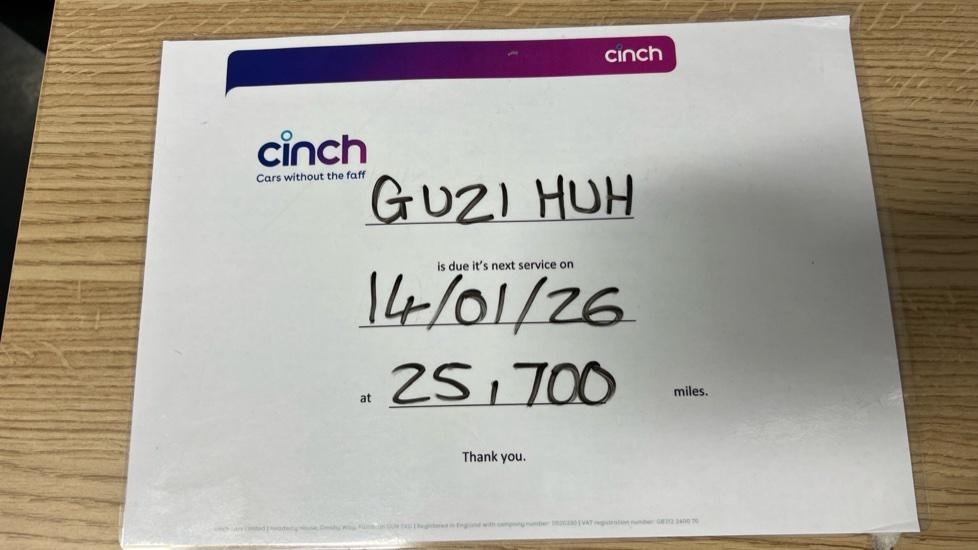 cinch
cinch
Cars without the faff
GU21 HUH
is due it's next service on
14/01/26
at 25,700 miles.
Thank you.